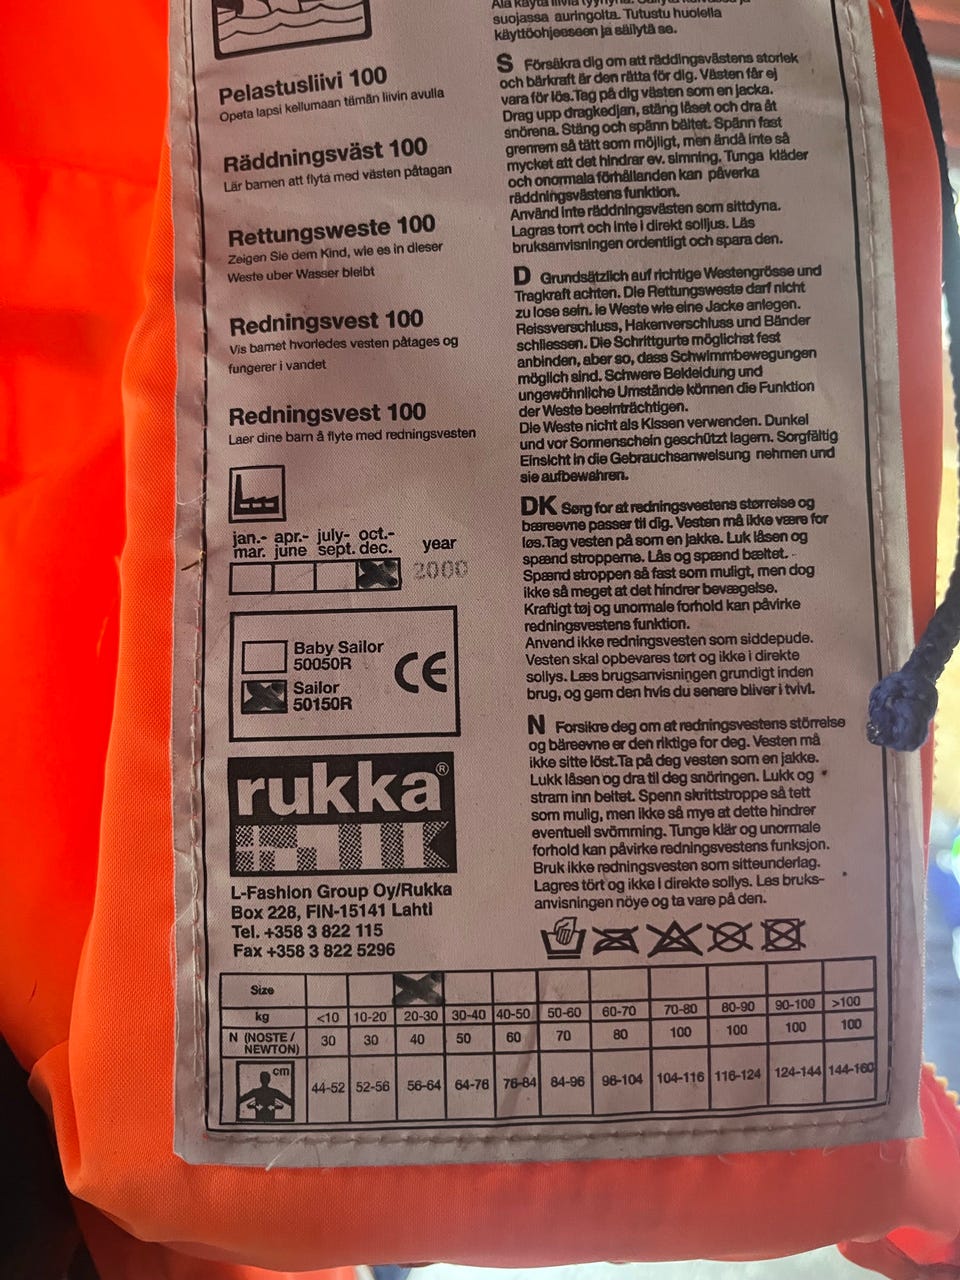 suojassa auringolta. Tutustu huolella
käyttöohjeeseen ja säilytä se.
Pelastusliivi 100
Opeta lapsi kellumaan tämän liivin avulla
Räddningsväst 100
Lär barnen att flyta med västen påtagan
Rettungsweste 100
Zeigen Sie dem Kind, wie es in dieser
Weste uber Wasser bleibt
Redningsvest 100
Vis barnet hvorledes vesten påtages og
fungerer i vandet
Redningsvest 100
Laer dine barn å flyte med redningsvesten
jan.- apr.- july- oct.-
mar. june sept. dec. year
2000
Baby Sailor
50050R
Sailor
50150R
CE
rukka®
L-Fashion Group Oy/Rukka
Box 228, FIN-15141 Lahti
Tel. +358 3 822 115
Fax +358 3 822 5296
S Försäkra dig om att räddingsvästens storlek
och bärkraft är den rätta för dig. Västen får ej
vara för lös.Tag på dig västen som en jacka.
Drag upp dragkedjan, stäng låset och dra åt
snörena. Stäng och spänn bältet. Spänn fast
grenrem så tätt som möjligt, men ändå inte så
mycket att det hindrar ev. simning. Tunga kläder
och onormala förhållanden kan påverka
räddningsvästens funktion.
Använd inte räddningsvästen som sittdyna.
Lagras torrt och inte i direkt solljus. Läs
bruksanvisningen ordentligt och spara den.
D Grundsätzlich auf richtige Westengrösse und
Tragkraft achten. Die Rettungsweste darf nicht
zu lose sein. ie Weste wie eine Jacke anlegen.
Reissverschluss, Hakenverschluss und Bänder
schliessen. Die Schrittgurte möglichst fest
anbinden, aber so, dass Schwimmbewegungen
möglich sind. Schwere Bekleidung und
ungewöhnliche Umstände können die Funktion
der Weste beeinträchtigen.
Die Weste nicht als Kissen verwenden. Dunkel
und vor Sonnenschein geschützt lagern. Sorgfältig
Einsicht in die Gebrauchsanweisung nehmen und
sie aufbewahren.
DK Sørg for at redningsvestens størrelse og
bæreevne passer til dig. Vesten må ikke være for
løs.Tag vesten på som en jakke. Luk låsen og
spænd stropperne. Lås og spænd bæltet.
Spænd stroppen så fast som muligt, men dog
ikke så meget at det hindrer bevægelse.
Kraftigt tøj og unormale forhold kan påvirke
redningsvestens funktion.
Anvend ikke redningsvesten som siddepude.
Vesten skal opbevares tørt og ikke i direkte
sollys. Læs brugsanvisningen grundigt inden
brug, og gem den hvis du senere bliver i tvivl.
N Forsikre deg om at redningsvestens störrelse
og bäreevne er den riktige for deg. Vesten må
ikke sitte löst.Ta på deg vesten som en jakke.
Lukk låsen og dra til deg snöringen. Lukk og
stram inn beltet. Spenn skrittstroppe så tett
som mulig, men ikke så mye at dette hindrer
eventuell svömming. Tunge klär og unormale
forhold kan påvirke redningsvestens funksjon.
Bruk ikke redningsvesten som sitteunderlag.
Lagres tört og ikke i direkte sollys. Les bruks-
anvisningen nöye og ta vare på den.
Size
kg <10 10-20 20-30 30-40 40-50 50-60 60-70 70-80 80-90 90-100 >100
N (NOSTE / NEWTON) 30 30 40 50 60 70 80 100 100 100 100
cm 44-52 52-56 56-64 64-76 76-84 84-96 96-104 104-116 116-124 124-144 144-160